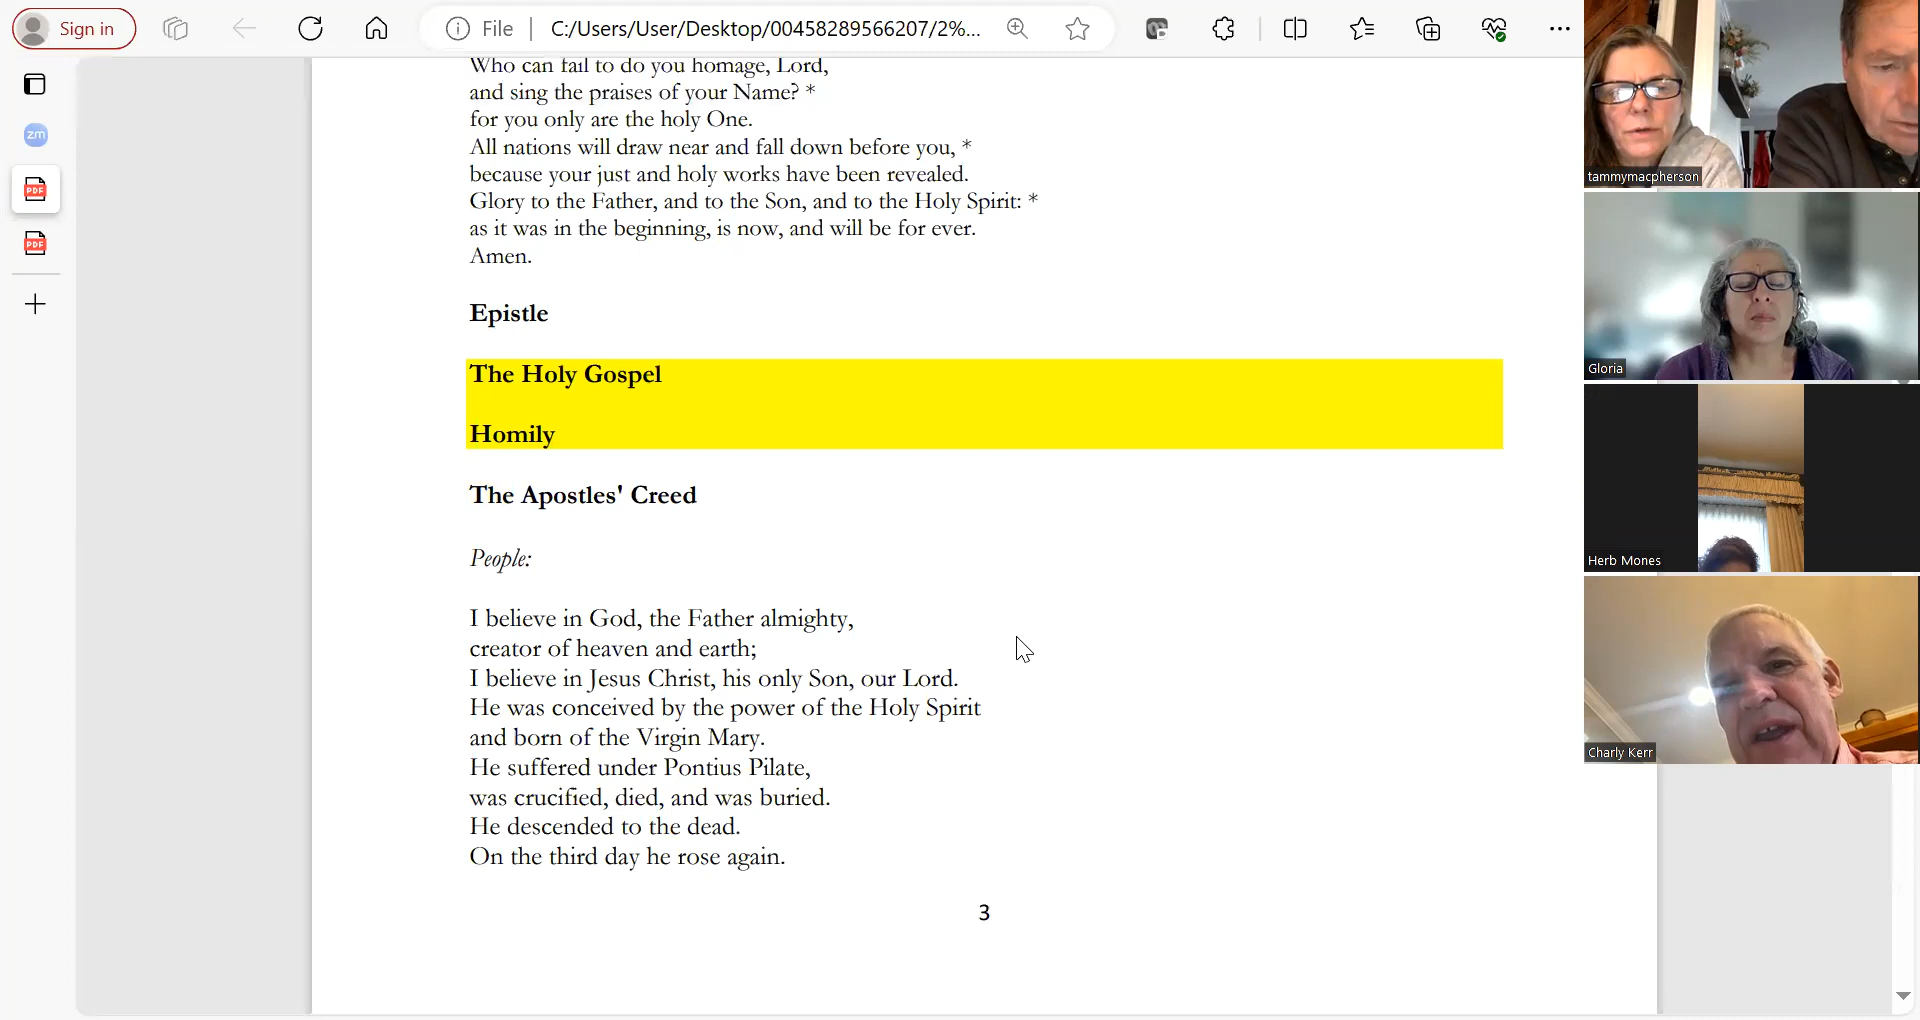 Sign in
File
C:/Users/User/Desktop/00458289566207/2%...
zm
PDF
PDF
Who can fail to do you homage, Lord,
and sing the praises of your Name? *
for you only are the holy One.
All nations will draw near and fall down before you, *
because your just and holy works have been revealed.
Glory to the Father, and to the Son, and to the Holy Spirit: *
as it was in the beginning, is now, and will be for ever.
Amen.
Epistle
The Holy Gospel
Homily
The Apostles' Creed
People:
I believe in God, the Father almighty,
creator of heaven and earth;
I believe in Jesus Christ, his only Son, our Lord.
He was conceived by the power of the Holy Spirit
and born of the Virgin Mary.
He suffered under Pontius Pilate,
was crucified, died, and was buried.
He descended to the dead.
On the third day he rose again.
3
tammymacpherson
Gloria
Herb Mones
Charly Kerr